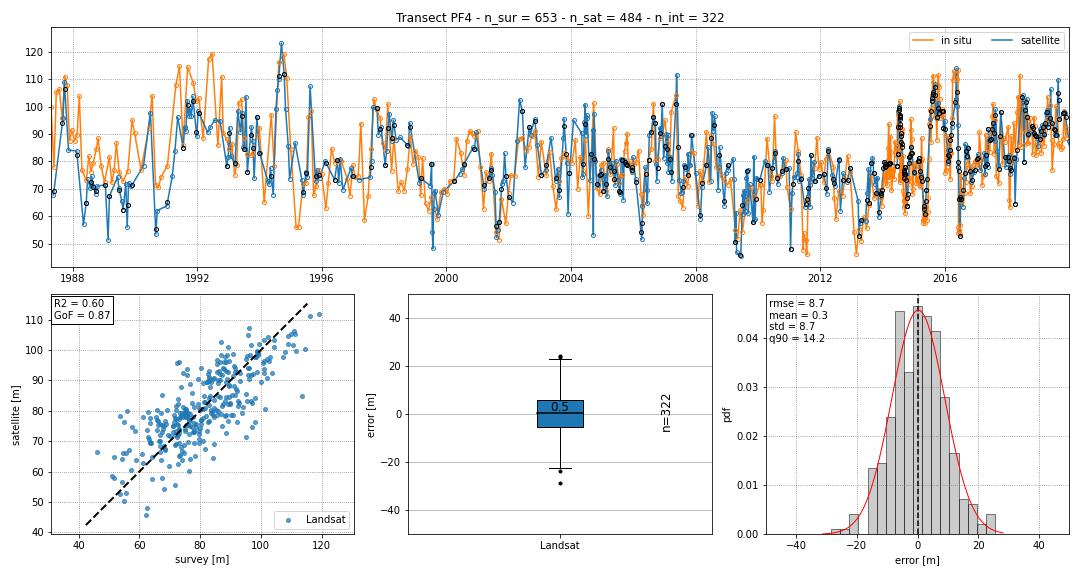 Transect PF4 - n_sur = 653 - n_sat = 484 - n_int = 322
in situ
satellite
120
110
100
90
80
70
60
50
1988
1992
1996
2000
2004
2008
2012
2016
R2 = 0.60
GoF = 0.87
satellite [m]
110
100
90
80
70
60
50
40
Landsat
40
60
80
100
120
survey [m]
error [m]
40
20
0
−20
−40
0.5
n=322
Landsat
rmse = 8.7
mean = 0.3
std = 8.7
q90 = 14.2
pdf
0.04
0.03
0.02
0.01
0.00
−40
−20
0
20
40
error [m]